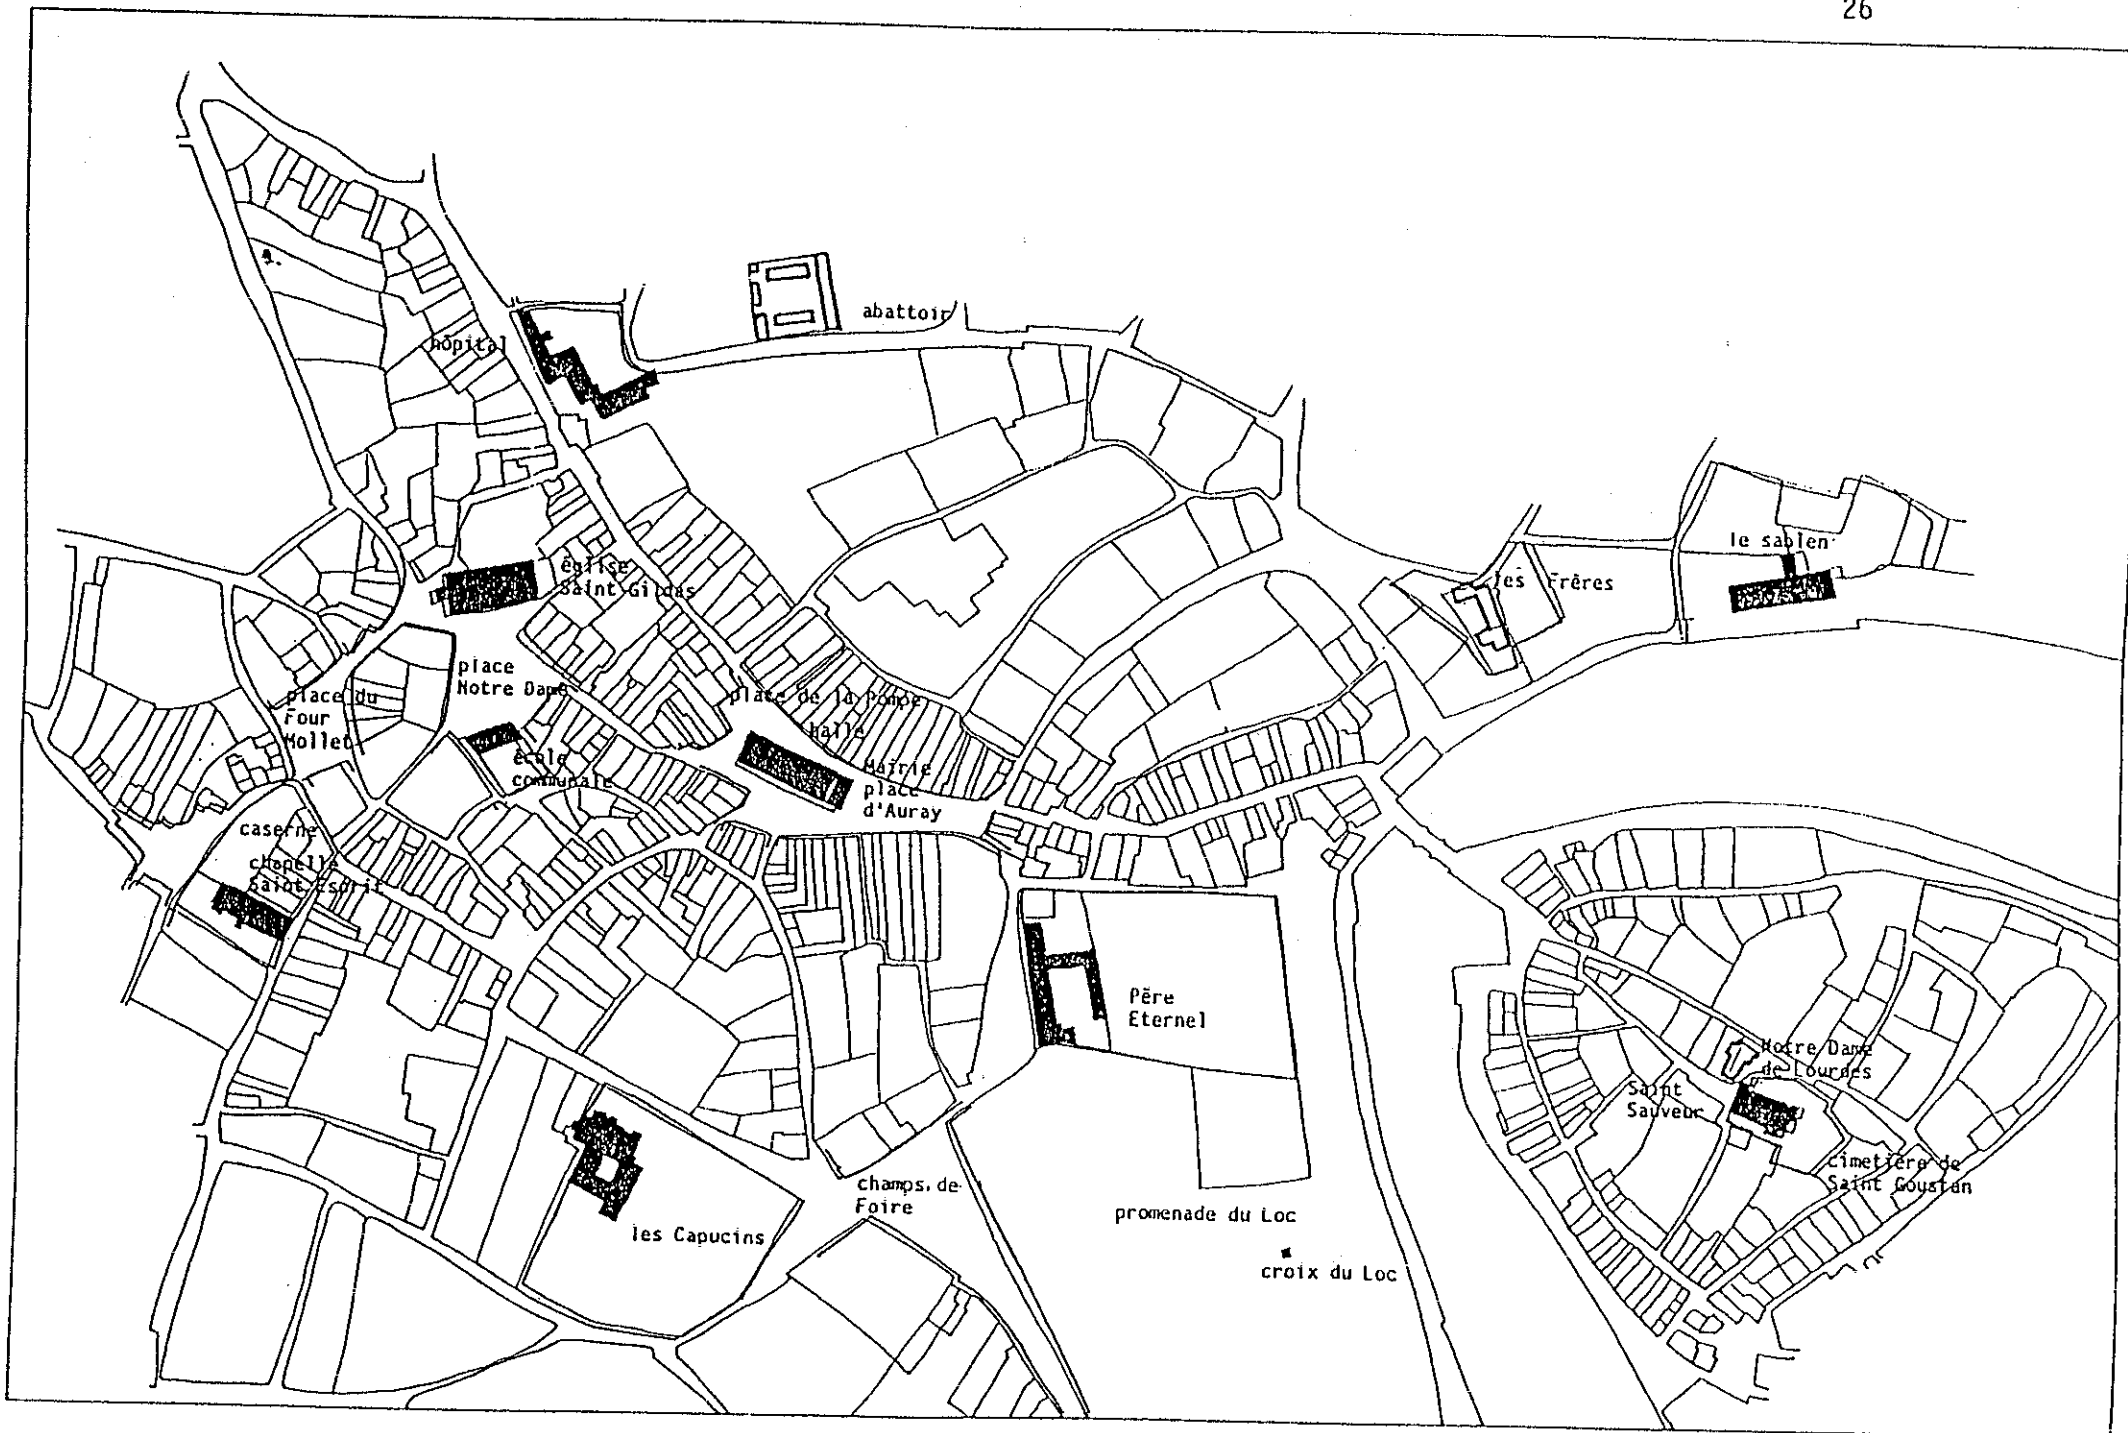 26
abattoir
hôpital
le sablen
église
Saint Gildas
les Frêres
place
Notre Dame
place du
Four
Mollet
place de la Pompe
halle
école
communale
Mairie
place
d'Auray
caserne
chapelle
Saint Esprit
Père
Eternel
Notre Dame
de Lourdes
Saint
Sauveur
cimetière de
Saint Goustan
champs de
Foire
promenade du Loc
les Capucins
croix du Loc